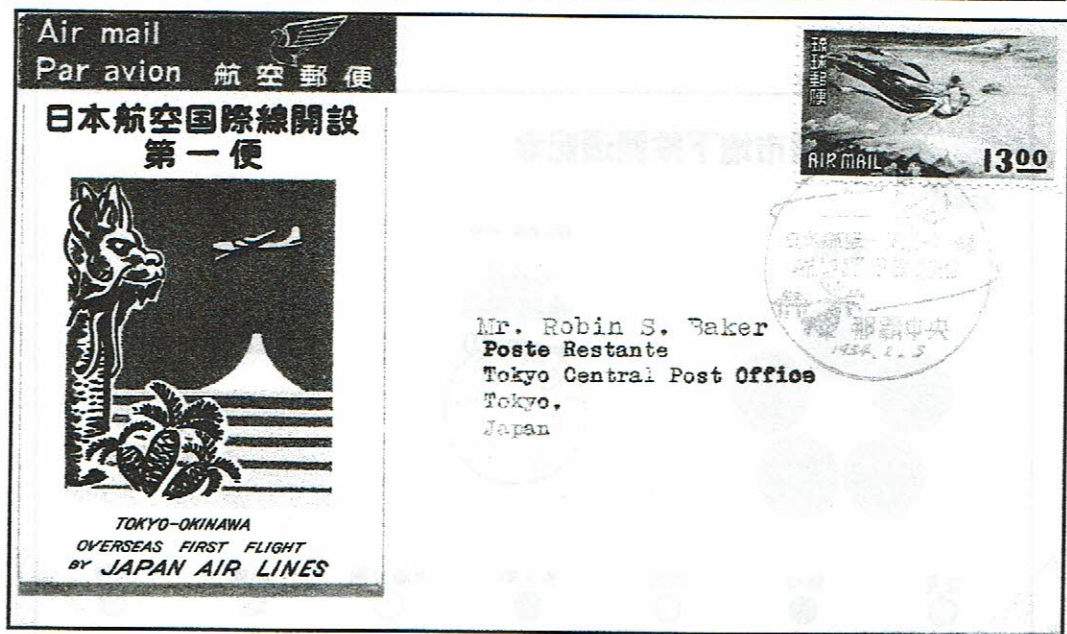 Air mail
Par avion 航空郵便
日本航空国際線開設
第一便
TOKYO-OKINAWA
OVERSEAS FIRST FLIGHT
BY JAPAN AIR LINES
琉球郵便
AIR MAIL 1300
那覇中央
Mr. Robin S. Baker
Poste Restante
Tokyo Central Post Office
Tokyo,
Japan